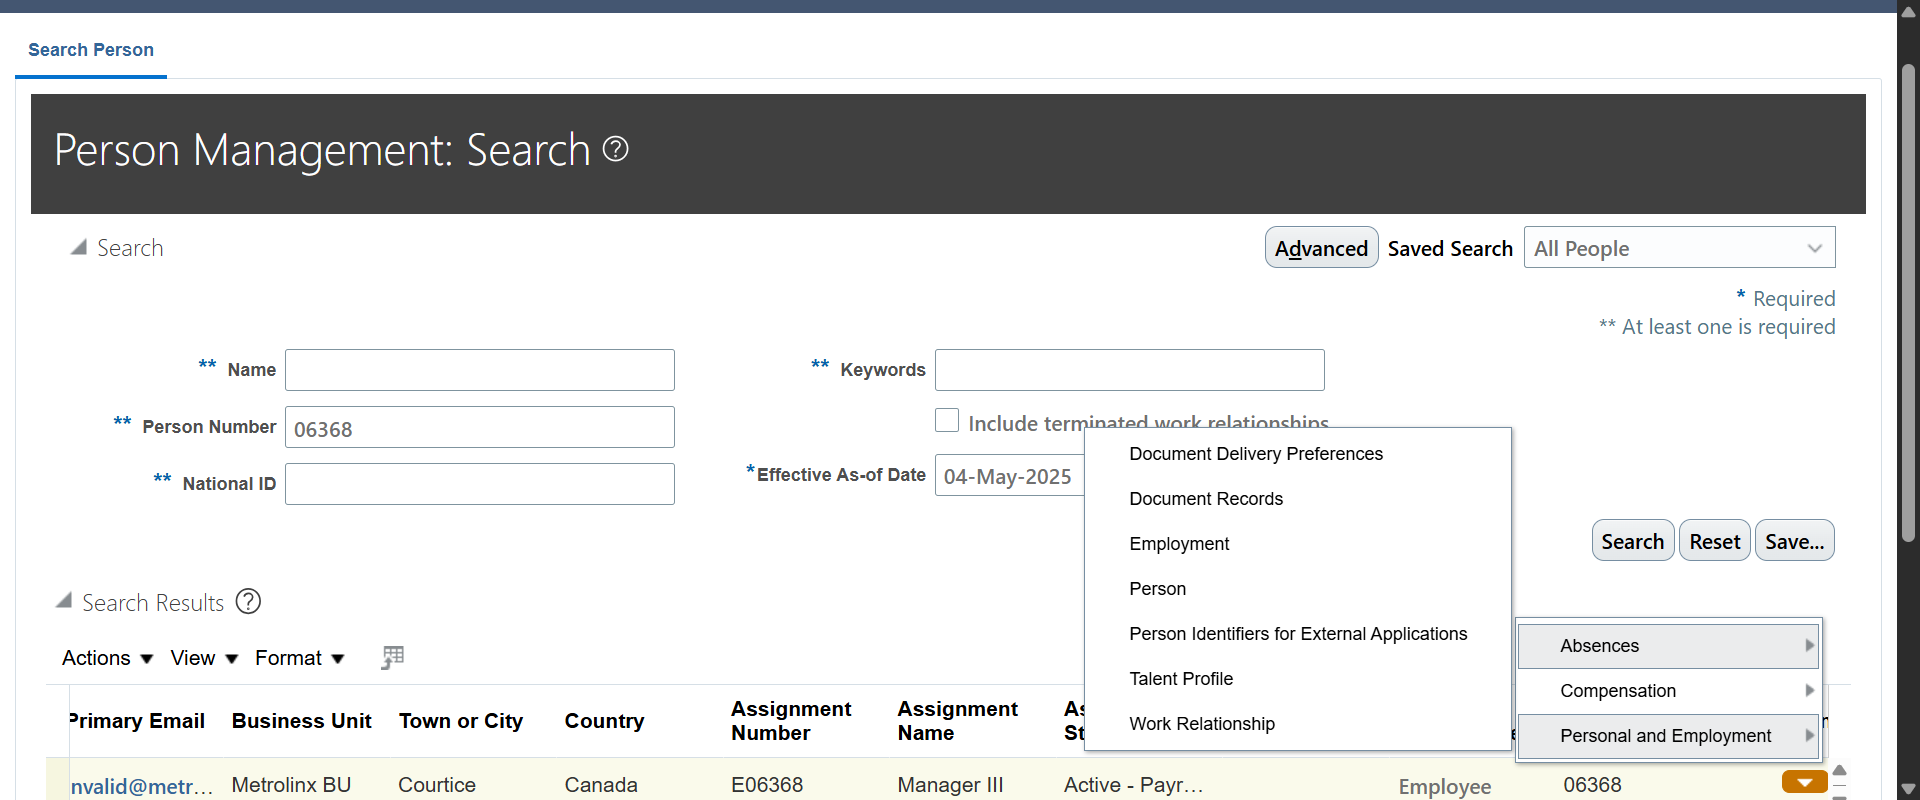 Search Person
Person Management: Search ?
Search
Advanced Saved Search All People
* Required
** At least one is required
** Name
** Keywords
** Person Number 06368
Include terminated work relationships
** National ID
*Effective As-of Date 04-May-2025
Document Delivery Preferences
Document Records
Employment
Person
Person Identifiers for External Applications
Talent Profile
Work Relationship
Search Reset Save...
Search Results ?
Absences
Compensation
Personal and Employment
Actions View Format
Primary Email Business Unit Town or City Country Assignment Number Assignment Name
nvalid@metr... Metrolinx BU Courtice Canada E06368 Manager III Active - Payr... Employee 06368